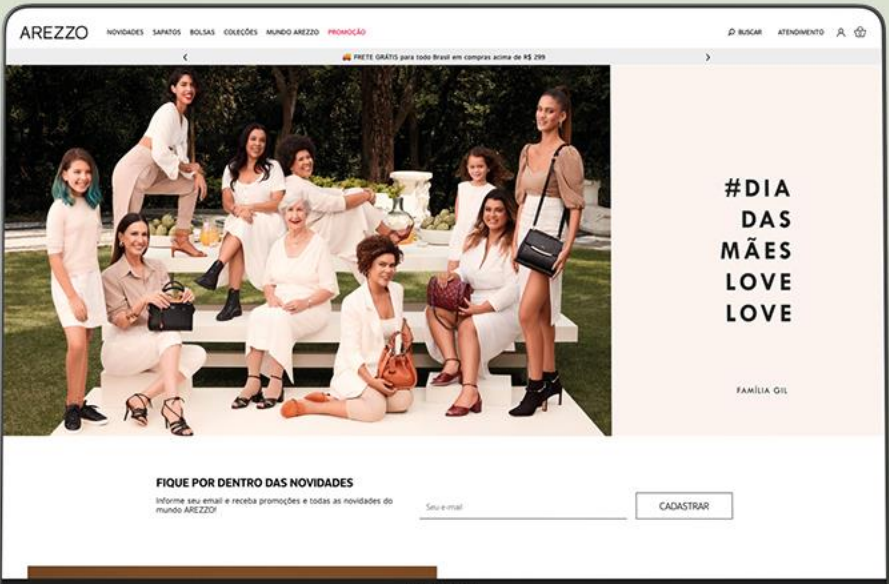 AREZZO
NOVIDADES SAPATOS BOLSAS COLEÇÕES MUNDO AREZZO PROMOÇÃO
BUSCAR ATENDIMENTO
FRETE GRÁTIS para todo Brasil em compras acima de R$ 299
#DIA
DAS
MÃES
LOVE
LOVE
FAMÍLIA GIL
FIQUE POR DENTRO DAS NOVIDADES
Informe seu email e receba promoções e todas as novidades do
mundo AREZZO!
Seu e-mail
CADASTRAR